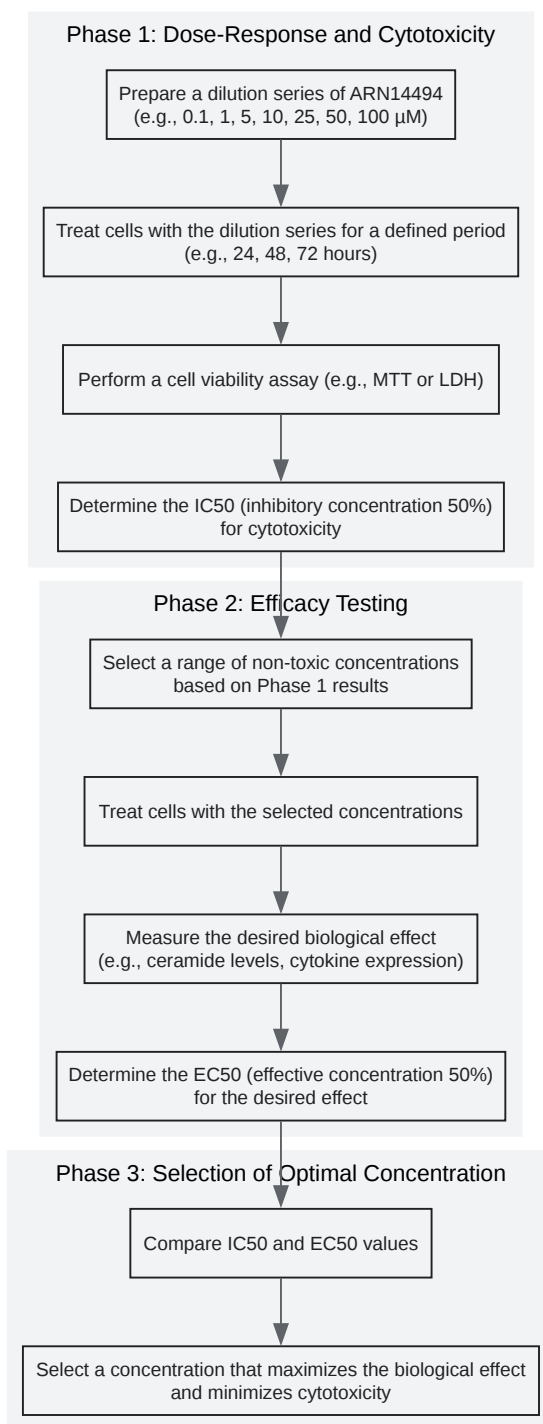 Phase 1: Dose-Response and Cytotoxicity
Prepare a dilution series of ARN14494
(e.g., 0.1, 1, 5, 10, 25, 50, 100 µM)
Treat cells with the dilution series for a defined period
(e.g., 24, 48, 72 hours)
Perform a cell viability assay (e.g., MTT or LDH)
Determine the IC50 (inhibitory concentration 50%)
for cytotoxicity
Phase 2: Efficacy Testing
Select a range of non-toxic concentrations
based on Phase 1 results
Treat cells with the selected concentrations
Measure the desired biological effect
(e.g., ceramide levels, cytokine expression)
Determine the EC50 (effective concentration 50%)
for the desired effect
Phase 3: Selection of Optimal Concentration
Compare IC50 and EC50 values
Select a concentration that maximizes the biological effect
and minimizes cytotoxicity